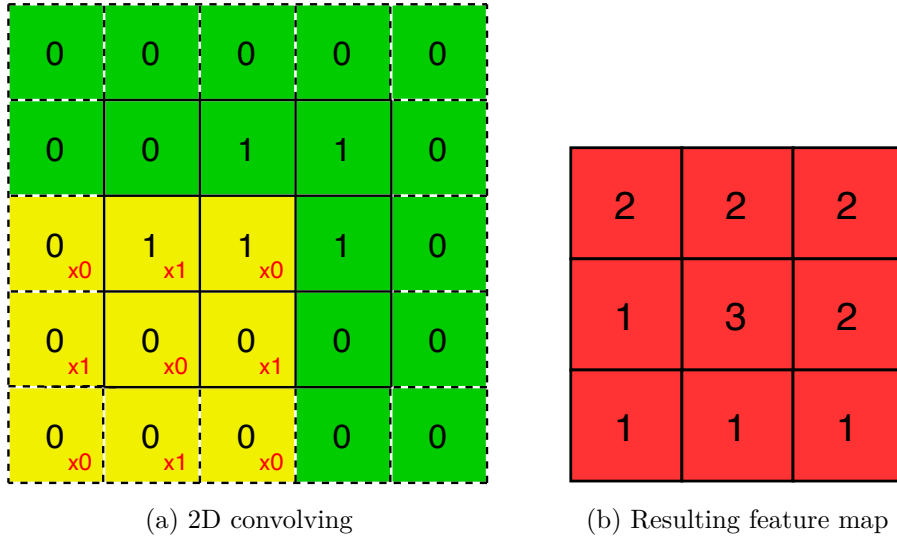 0 0 0 0 0
0 0 1 1 0
0 x0 1 x1 1 x0 1 0
0 x1 0 x0 0 x1 0 0
0 x0 0 x1 0 x0 0 0
(a) 2D convolving
2 2 2
1 3 2
1 1 1
(b) Resulting feature map